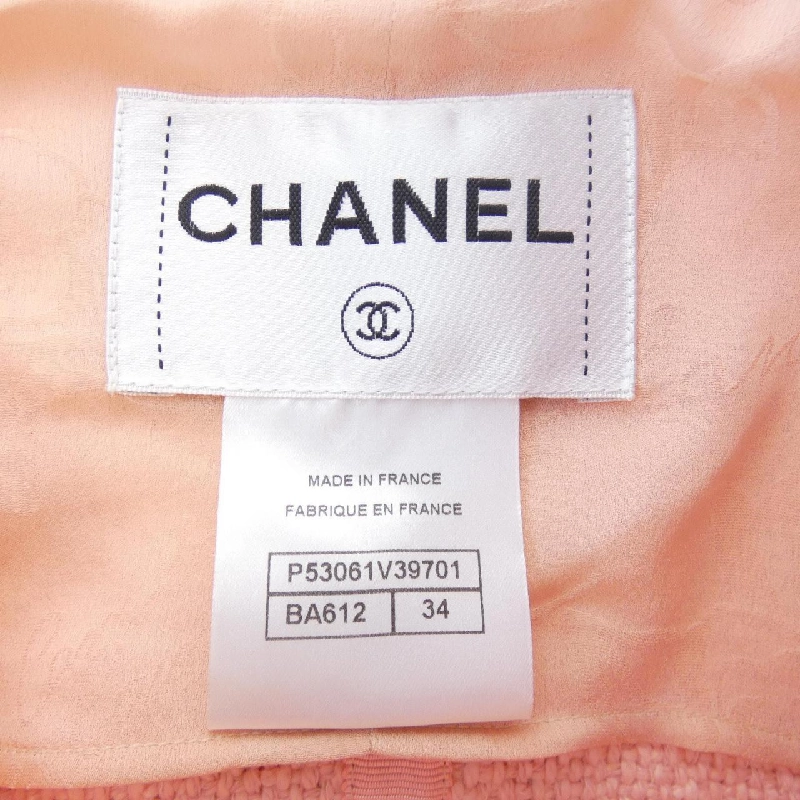 CHANEL
MADE IN FRANCE
FABRIQUE EN FRANCE
P53061V39701
BA612 34